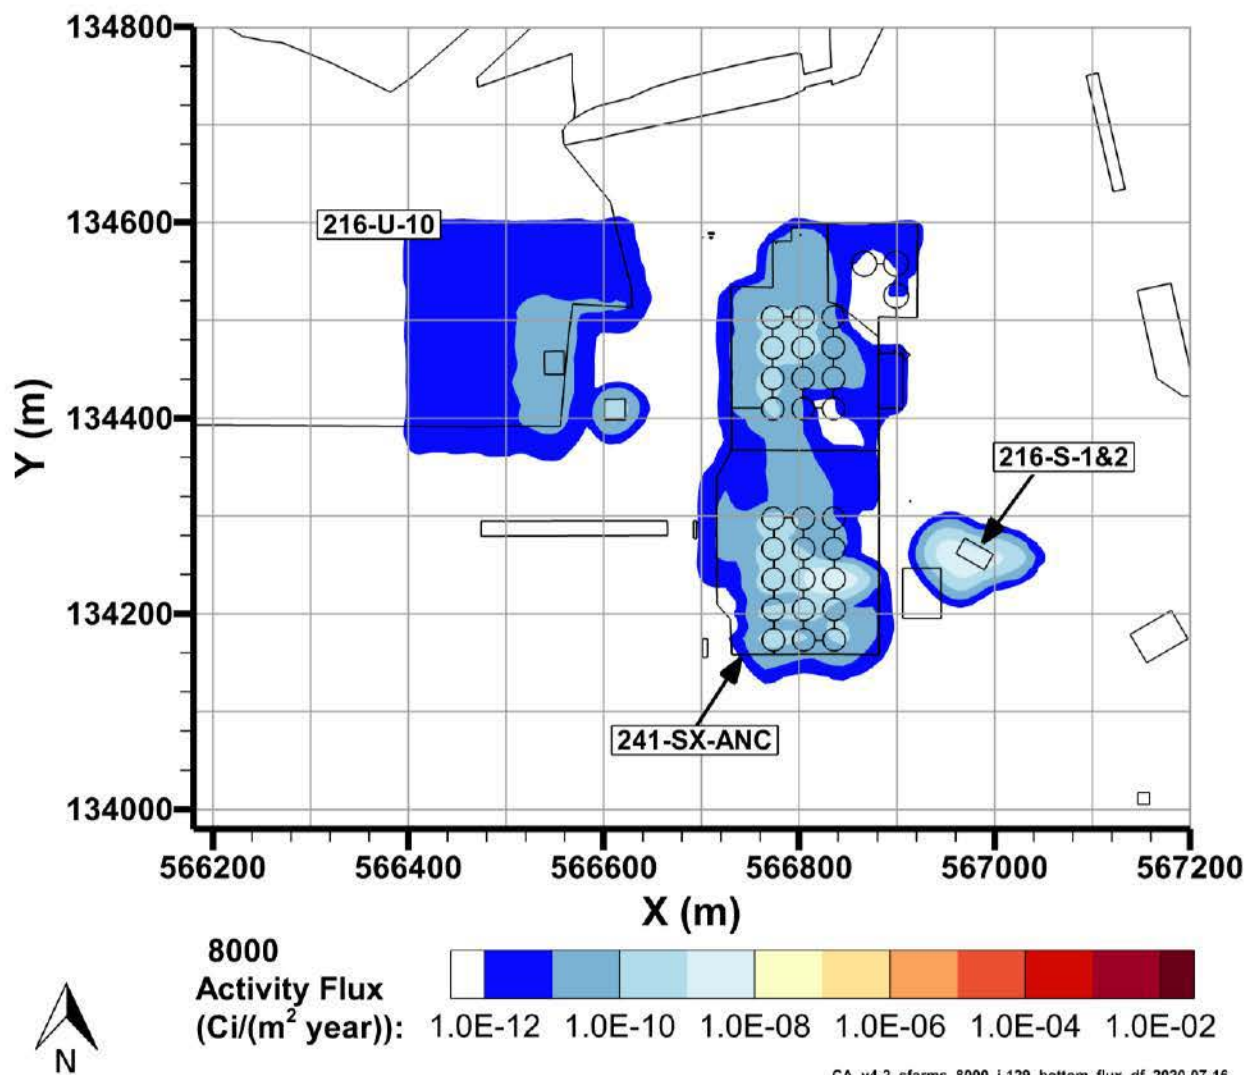 134800
134600
134400
134200
134000
Y (m)
216-U-10
216-S-1&2
241-SX-ANC
566200 566400 566600 566800 567000 567200
X (m)
8000
Activity Flux
(Ci/(m² year)):
1.0E-12 1.0E-10 1.0E-08 1.0E-06 1.0E-04 1.0E-02
N